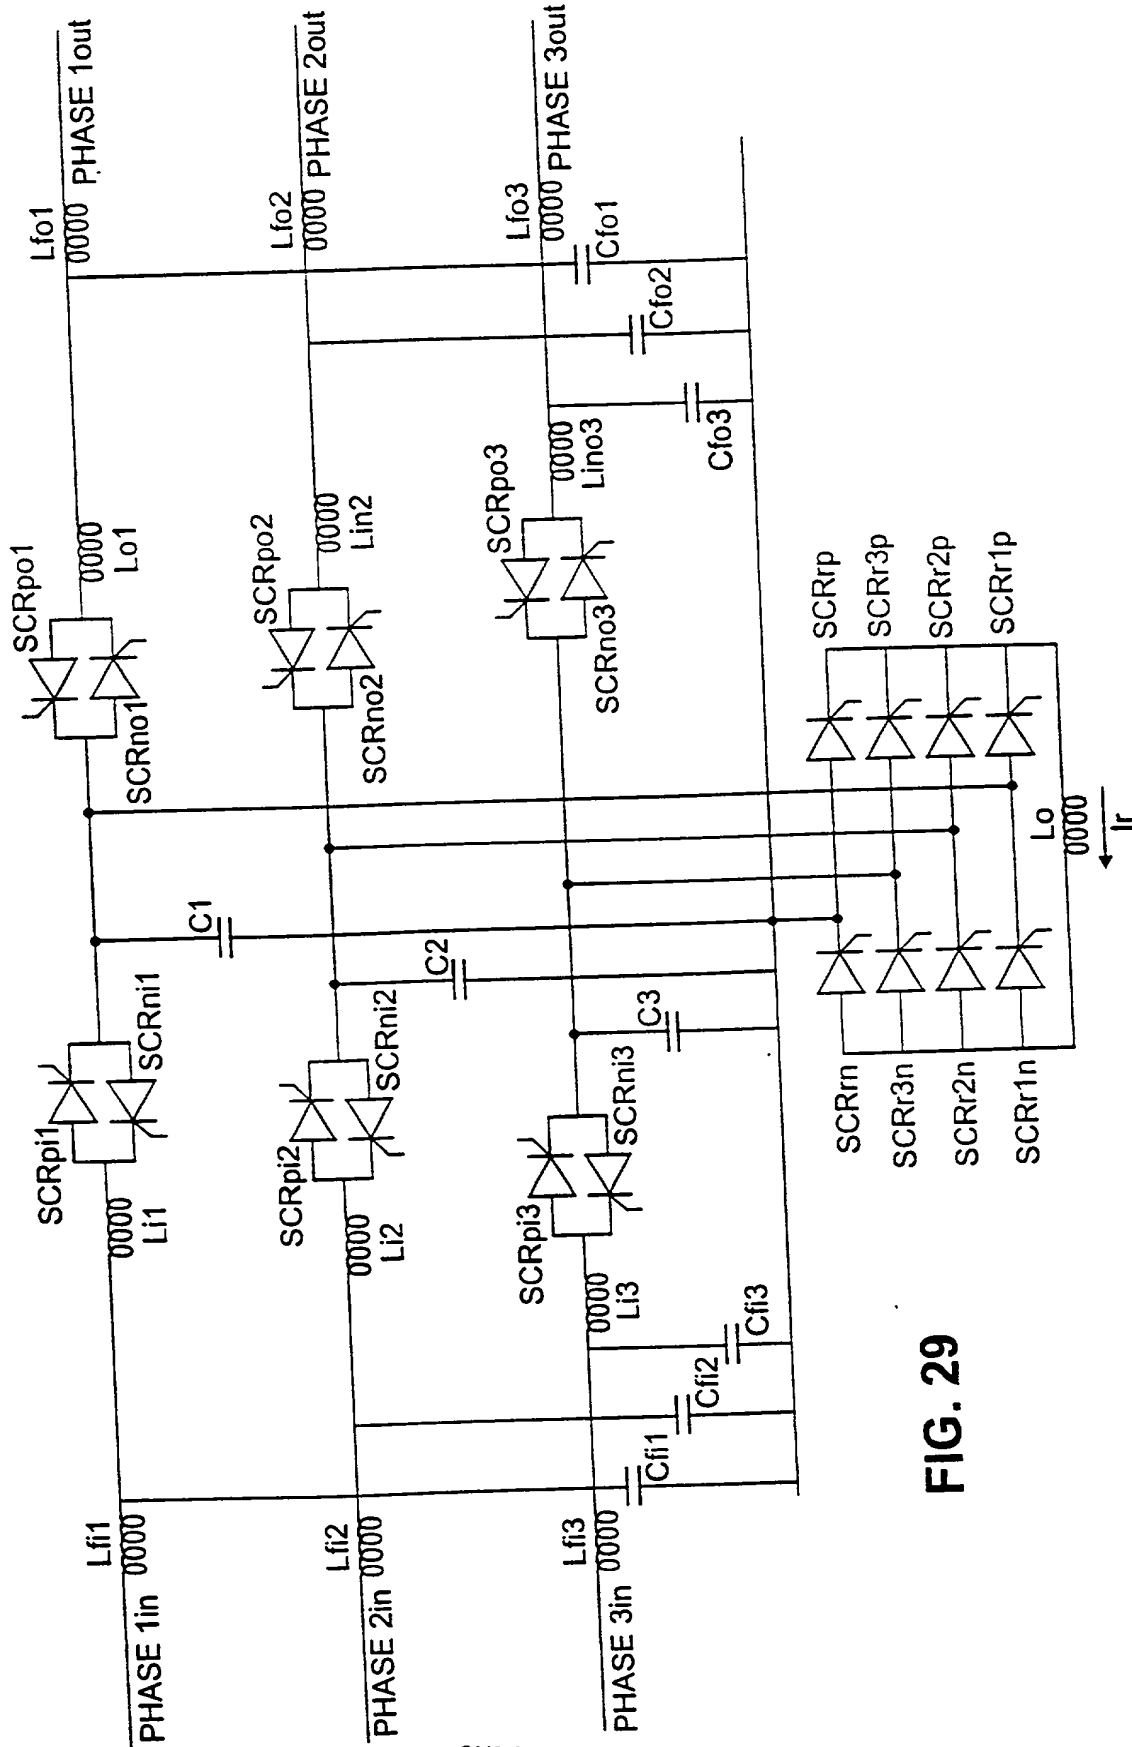 Lfi1
PHASE 1in
Li1
SCRpi1
SCRni1
C1
SCRno1
SCRpo1
Lo1
Lfo1
PHASE 1out
Lfi2
PHASE 2in
Li2
SCRpi2
SCRni2
C2
SCRno2
SCRpo2
Lin2
Lfo2
PHASE 2out
Lfi3
PHASE 3in
Li3
SCRpi3
SCRni3
C3
SCRno3
SCRpo3
Lino3
Lfo3
PHASE 3out
Cfi1
Cfi2
Cfi3
Cfo3
Cfo2
Cfo1
SCRrn
SCRr3n
SCRr2n
SCRr1n
SCRrp
SCRr3p
SCRr2p
SCRr1p
Lo
Ir
FIG. 29